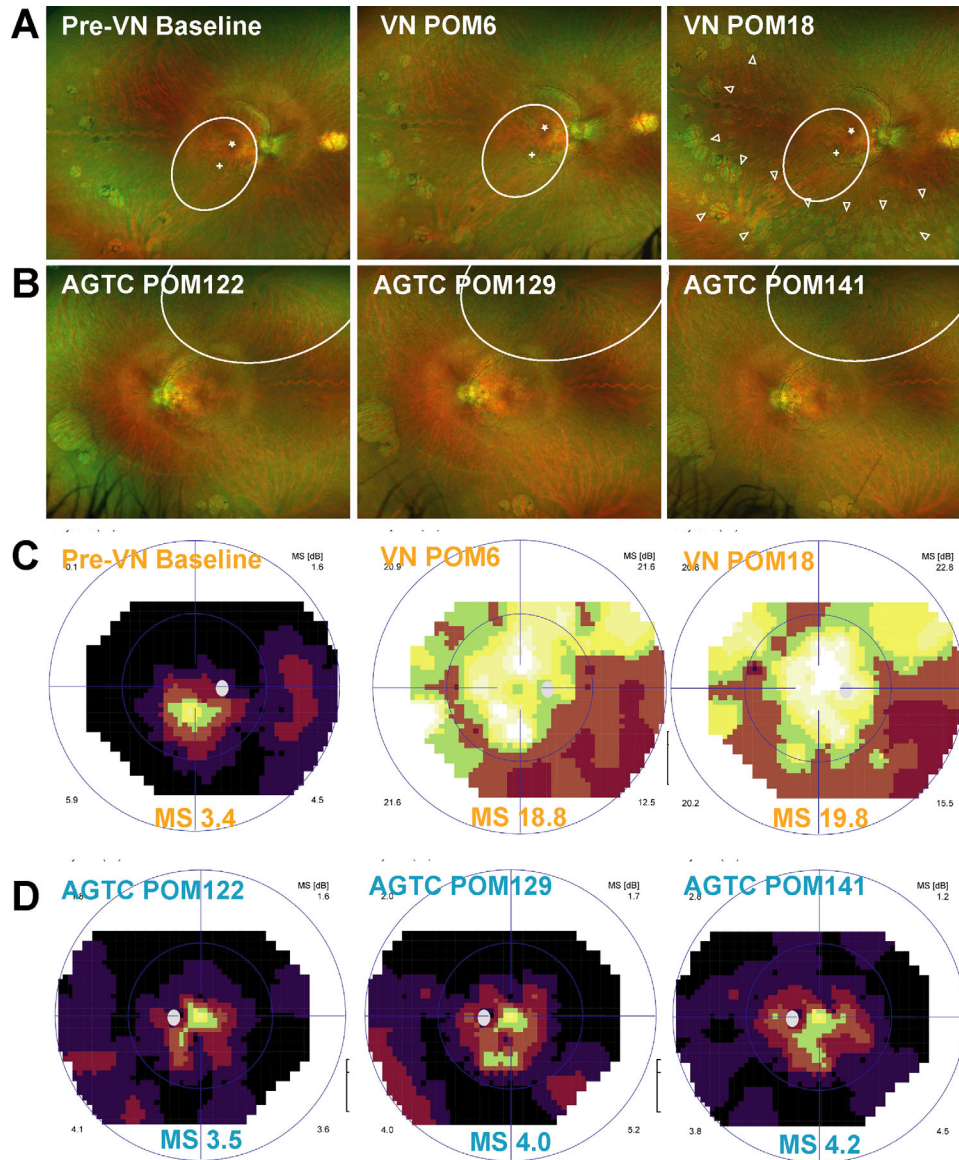 A
Pre-VN Baseline
VN POM6
VN POM18
B
AGTC POM122
AGTC POM129
AGTC POM141
C
Pre-VN Baseline
MS [dB]
0.1
1.6
5.9
4.5
MS 3.4
VN POM6
MS [dB]
20.9
21.6
21.6
12.5
MS 18.8
VN POM18
MS [dB]
22.8
20.2
15.5
MS 19.8
D
AGTC POM122
MS [dB]
1.6
4.1
3.6
MS 3.5
AGTC POM129
MS [dB]
2.0
1.7
4.0
5.2
MS 4.0
AGTC POM141
MS [dB]
2.8
1.2
3.8
4.5
MS 4.2